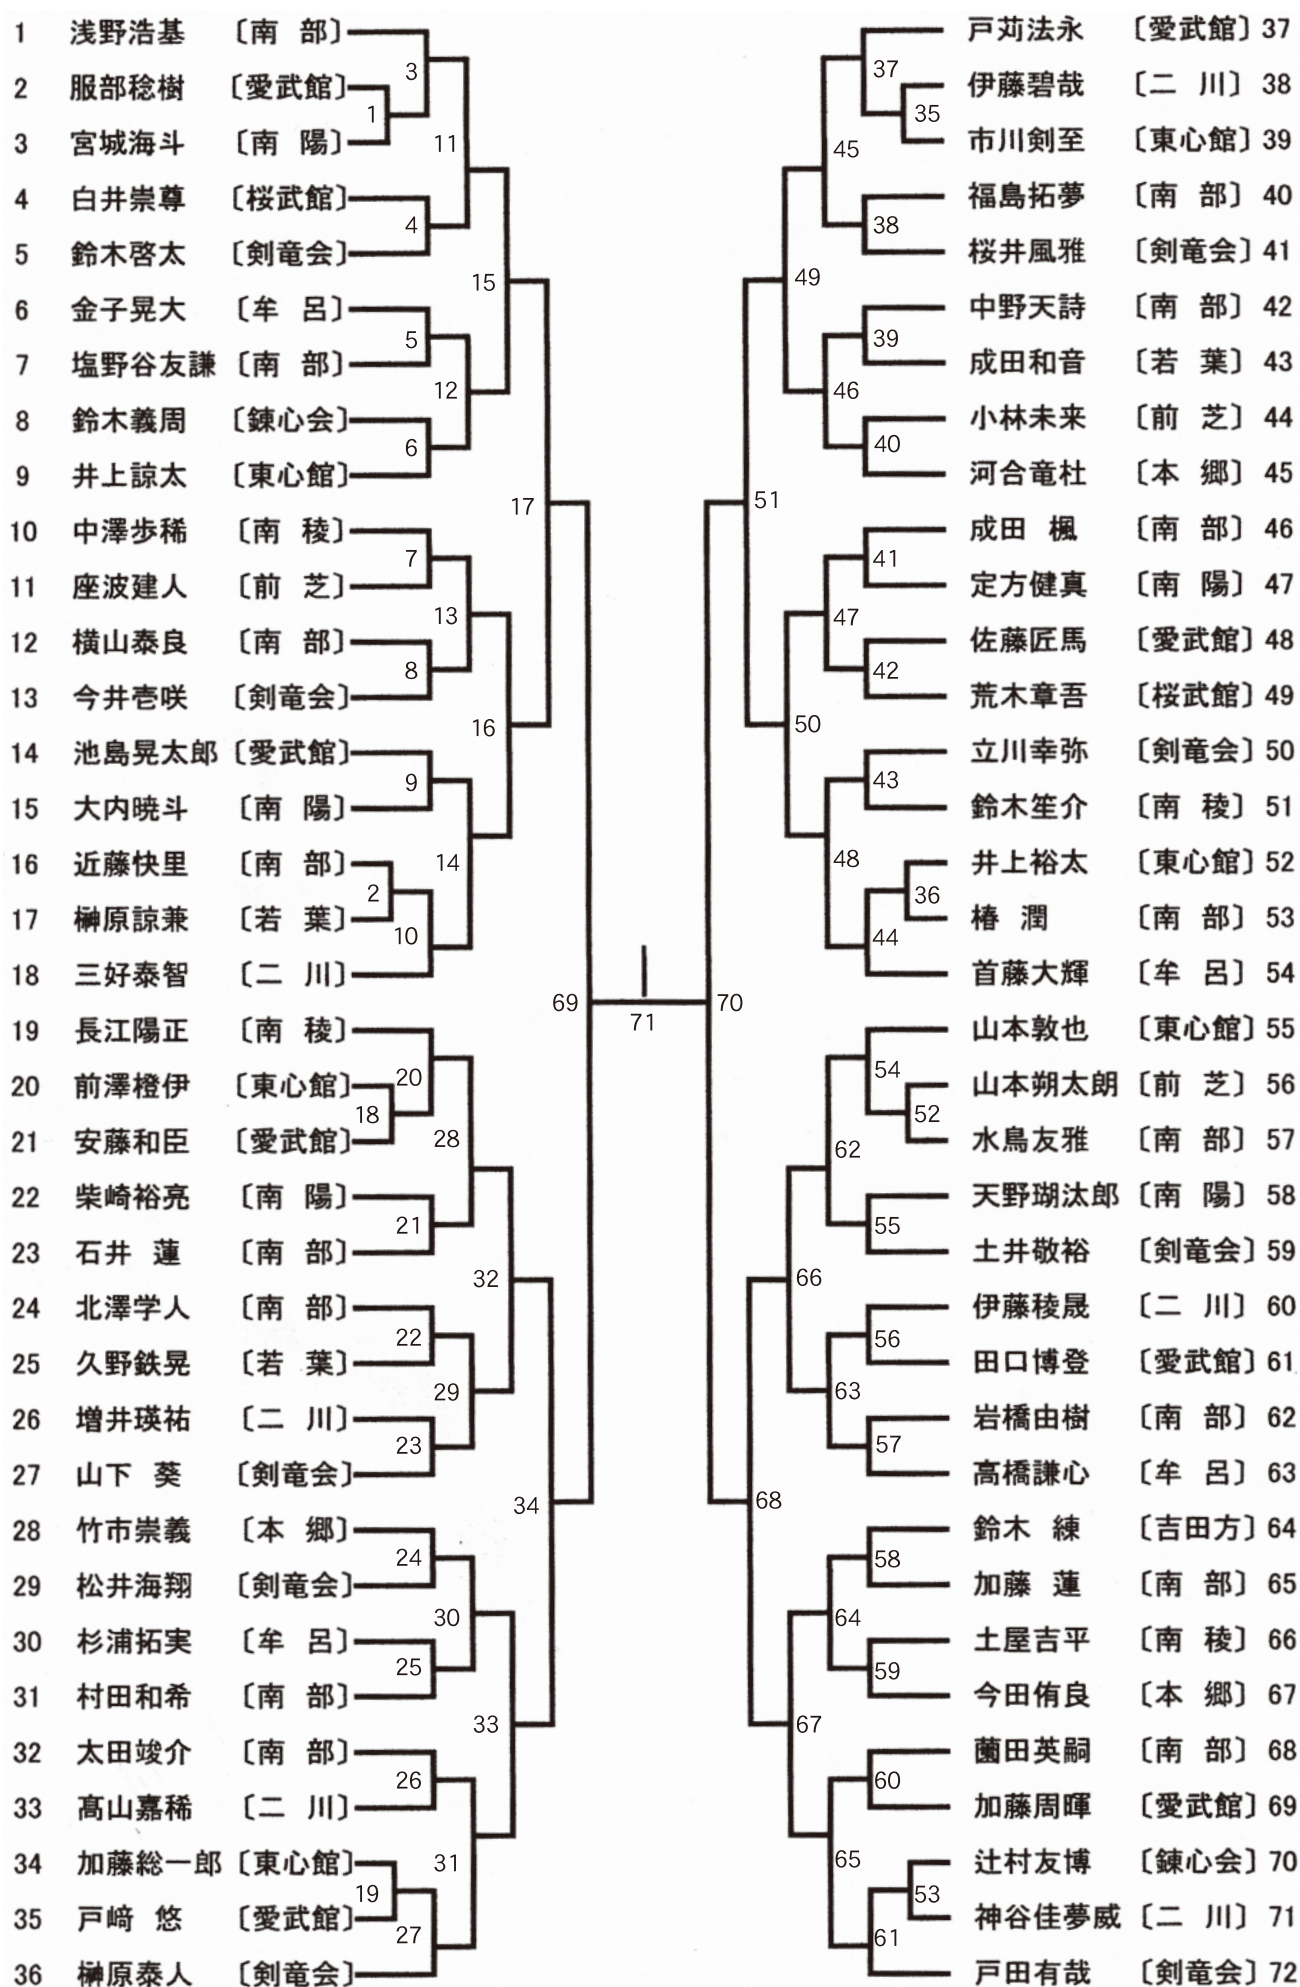 1 浅野浩基 〔南 部〕
2 服部稔樹 〔愛武館〕
3 宮城海斗 〔南 陽〕
4 白井崇尊 〔桜武館〕
5 鈴木啓太 〔剣竜会〕
6 金子晃大 〔牟 呂〕
7 塩野谷友謙 〔南 部〕
8 鈴木義周 〔錬心会〕
9 井上諒太 〔東心館〕
10 中澤歩稀 〔南 稜〕
11 座波建人 〔前 芝〕
12 横山泰良 〔南 部〕
13 今井壱咲 〔剣竜会〕
14 池島晃太郎 〔愛武館〕
15 大内暁斗 〔南 陽〕
16 近藤快里 〔南 部〕
17 榊原諒兼 〔若 葉〕
18 三好泰智 〔二 川〕
19 長江陽正 〔南 稜〕
20 前澤橙伊 〔東心館〕
21 安藤和臣 〔愛武館〕
22 柴崎裕亮 〔南 陽〕
23 石井 蓮 〔南 部〕
24 北澤学人 〔南 部〕
25 久野鉄晃 〔若 葉〕
26 増井瑛祐 〔二 川〕
27 山下 葵 〔剣竜会〕
28 竹市崇義 〔本 郷〕
29 松井海翔 〔剣竜会〕
30 杉浦拓実 〔牟 呂〕
31 村田和希 〔南 部〕
32 太田竣介 〔南 部〕
33 髙山嘉稀 〔二 川〕
34 加藤総一郎 〔東心館〕
35 戸﨑 悠 〔愛武館〕
36 榊原泰人 〔剣竜会〕
3
1
11
4
15
5
12
6
17
7
13
8
16
9
14
2
10
69
20
18
28
21
32
22
29
23
34
24
30
25
33
26
31
19
27
71
37
35
45
38
49
39
46
40
51
41
47
42
50
43
48
36
44
70
54
52
62
55
66
56
63
57
68
58
64
59
67
60
65
53
61
戸苅法永 〔愛武館〕 37
伊藤碧哉 〔二 川〕 38
市川剣至 〔東心館〕 39
福島拓夢 〔南 部〕 40
桜井風雅 〔剣竜会〕 41
中野天詩 〔南 部〕 42
成田和音 〔若 葉〕 43
小林未来 〔前 芝〕 44
河合竜杜 〔本 郷〕 45
成田 楓 〔南 部〕 46
定方健真 〔南 陽〕 47
佐藤匠馬 〔愛武館〕 48
荒木章吾 〔桜武館〕 49
立川幸弥 〔剣竜会〕 50
鈴木笙介 〔南 稜〕 51
井上裕太 〔東心館〕 52
椿 潤 〔南 部〕 53
首藤大輝 〔牟 呂〕 54
山本敦也 〔東心館〕 55
山本朔太朗 〔前 芝〕 56
水鳥友雅 〔南 部〕 57
天野瑚汰郎 〔南 陽〕 58
土井敬裕 〔剣竜会〕 59
伊藤稜晟 〔二 川〕 60
田口博登 〔愛武館〕 61
岩橋由樹 〔南 部〕 62
高橋謙心 〔牟 呂〕 63
鈴木 練 〔吉田方〕 64
加藤 蓮 〔南 部〕 65
土屋吉平 〔南 稜〕 66
今田侑良 〔本 郷〕 67
薗田英嗣 〔南 部〕 68
加藤周暉 〔愛武館〕 69
辻村友博 〔錬心会〕 70
神谷佳夢威 〔二 川〕 71
戸田有哉 〔剣竜会〕 72